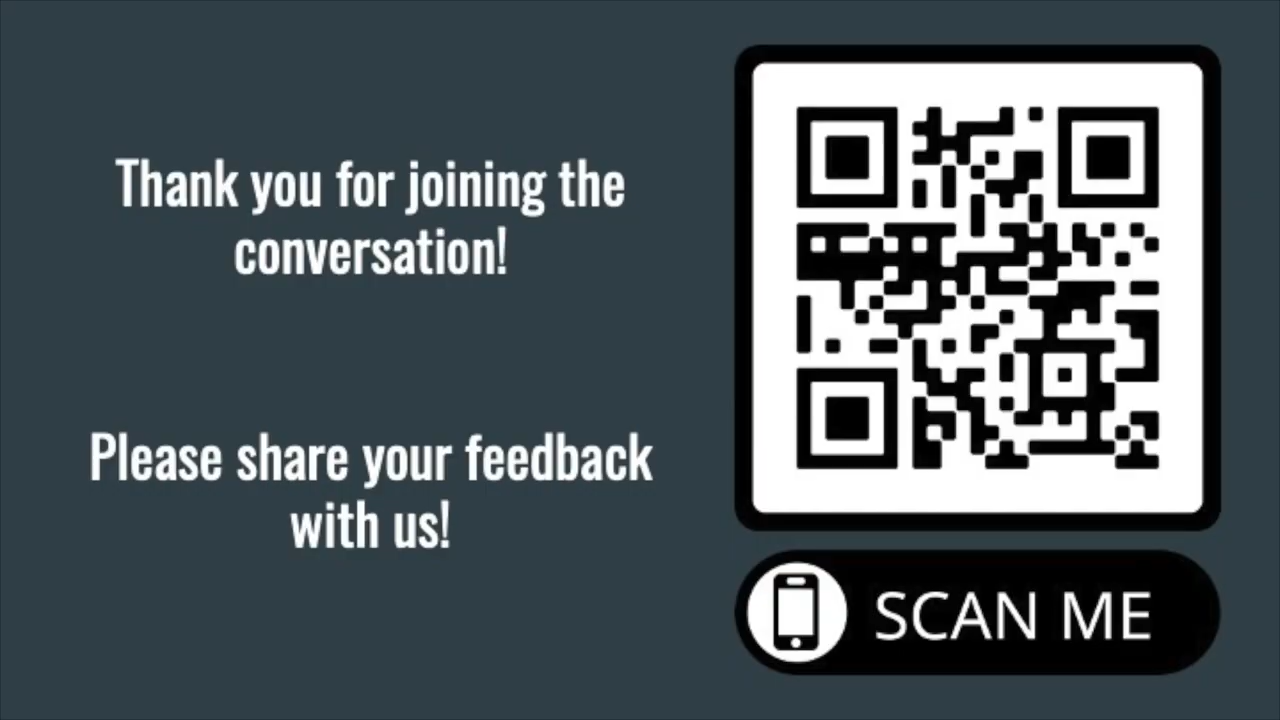 Thank you for joining the
conversation!
Please share your feedback
with us!
SCAN ME